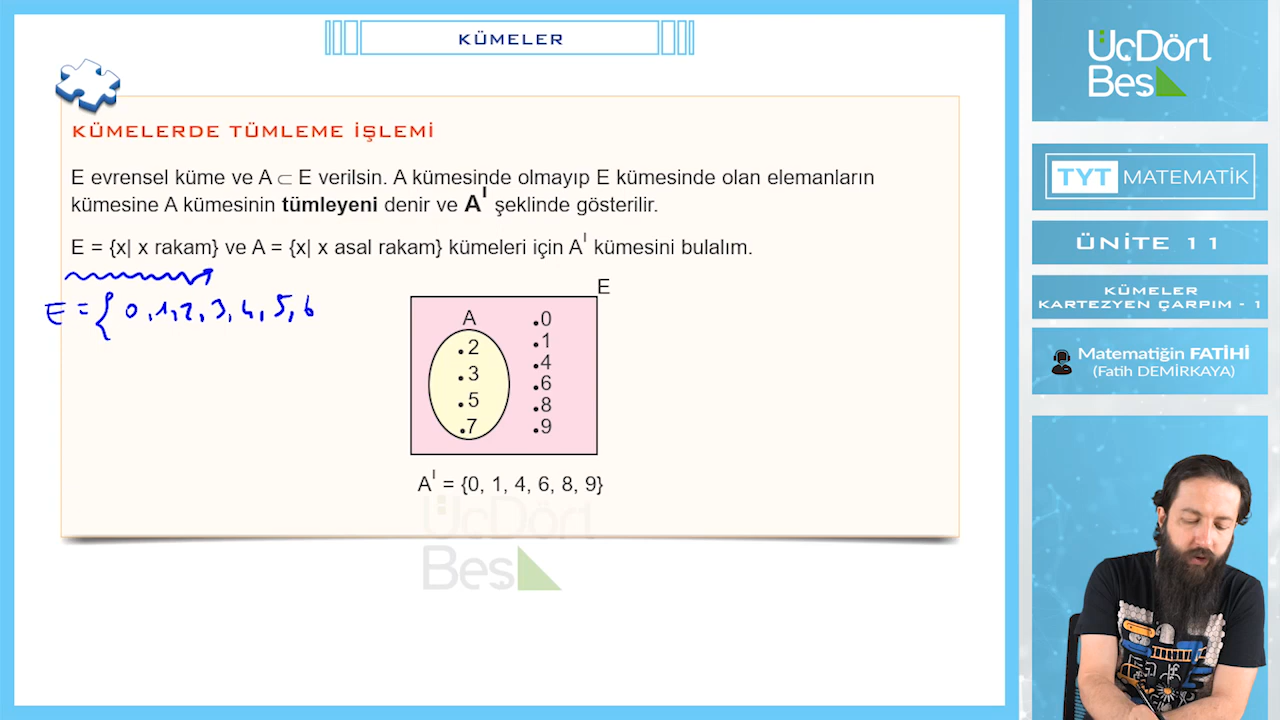 KÜMELER
KÜMELERDE TÜMLEME İŞLEMİ
E evrensel küme ve A ⊂ E verilsin. A kümesinde olmayıp E kümesinde olan elemanların
kümesine A kümesinin tümleyeni denir ve A' şeklinde gösterilir.
E = {x| x rakam} ve A = {x| x asal rakam} kümeleri için A' kümesini bulalım.
E = { 0, 1, 2, 3, 4, 5, 6
E
A
.2
.3
.5
.7
.0
.1
.4
.6
.8
.9
A' = {0, 1, 4, 6, 8, 9}
ÜçDört
Beş
ÜçDört
Beş
TYT MATEMATİK
ÜNİTE 11
KÜMELER
KARTEZYEN ÇARPIM - 1
Matematiğin FATİHİ
(Fatih DEMİRKAYA)